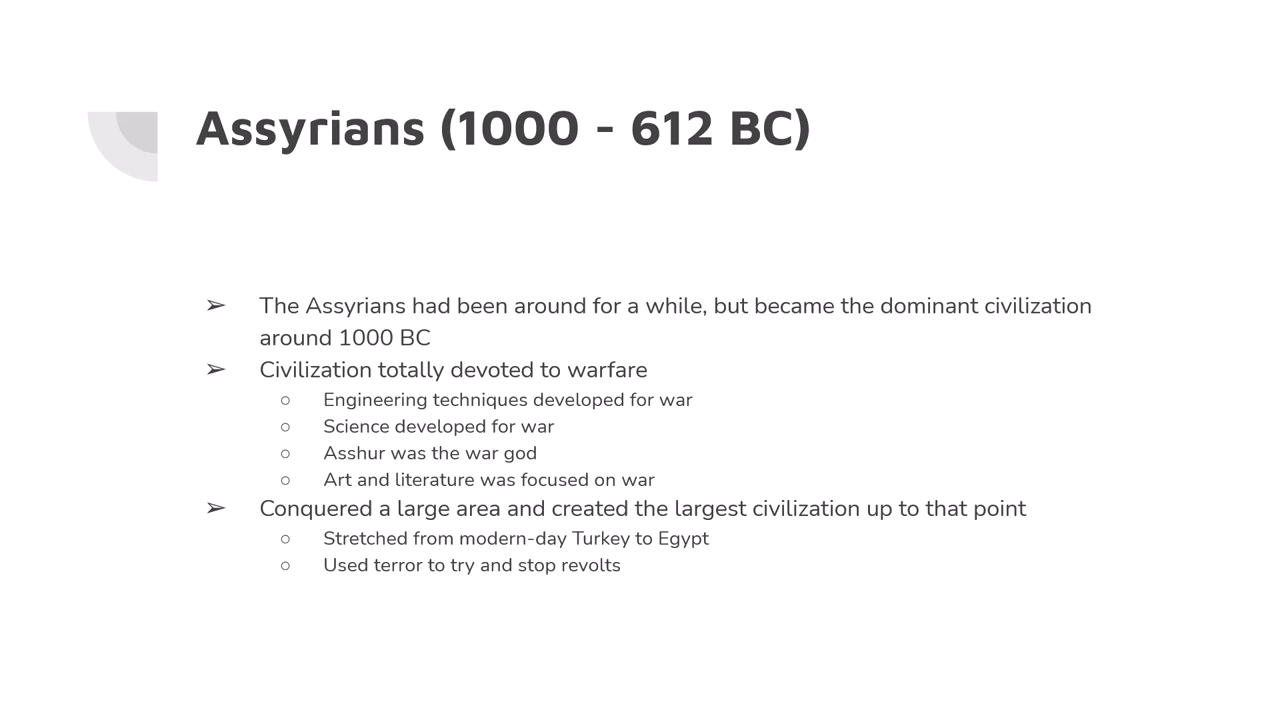 Assyrians (1000 - 612 BC)
➢ The Assyrians had been around for a while, but became the dominant civilization
around 1000 BC
➢ Civilization totally devoted to warfare
○ Engineering techniques developed for war
○ Science developed for war
○ Asshur was the war god
○ Art and literature was focused on war
➢ Conquered a large area and created the largest civilization up to that point
○ Stretched from modern-day Turkey to Egypt
○ Used terror to try and stop revolts